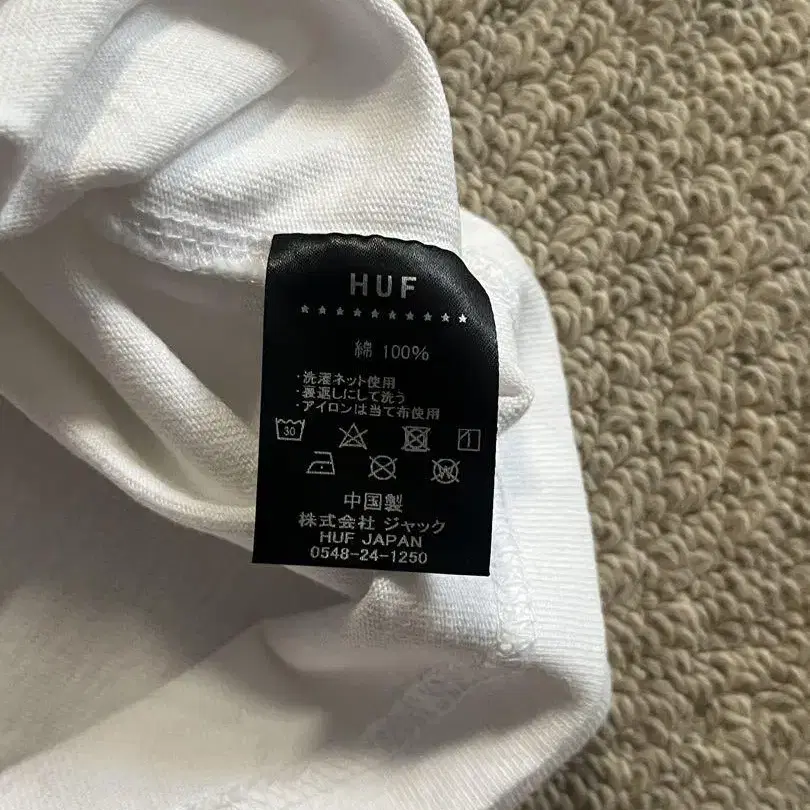 HUF
綿 100%
・洗濯ネット使用
・裏返しにして洗う
・アイロンは当て布使用
30
中国製
株式会社 ジャック
HUF JAPAN
0548-24-1250